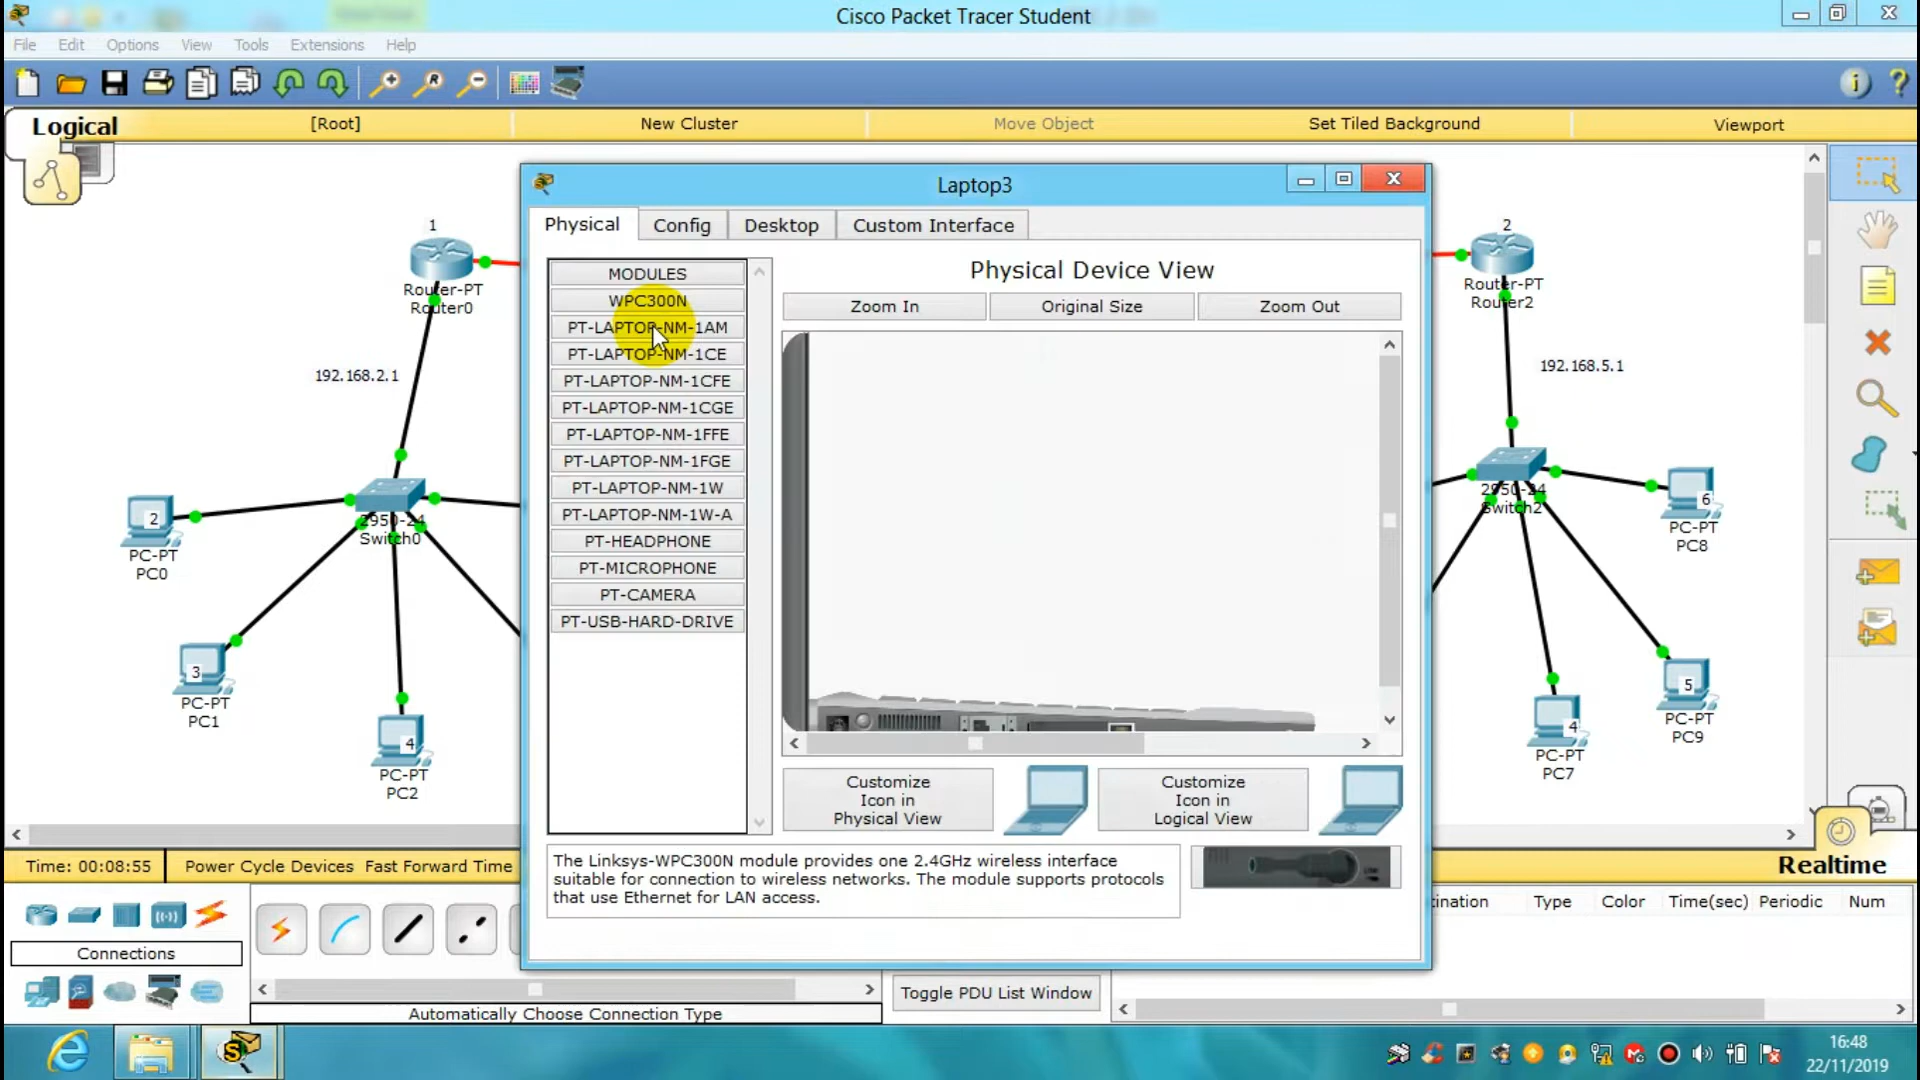 Cisco Packet Tracer Student
File Edit Options View Tools Extensions Help
Logical [Root] New Cluster Move Object Set Tiled Background Viewport
Laptop3
Physical Config Desktop Custom Interface
MODULES
WPC300N
PT-LAPTOP-NM-1AM
PT-LAPTOP-NM-1CE
PT-LAPTOP-NM-1CFE
PT-LAPTOP-NM-1CGE
PT-LAPTOP-NM-1FFE
PT-LAPTOP-NM-1FGE
PT-LAPTOP-NM-1W
PT-LAPTOP-NM-1W-A
PT-HEADPHONE
PT-MICROPHONE
PT-CAMERA
PT-USB-HARD-DRIVE
Physical Device View
Zoom In Original Size Zoom Out
Customize
Icon in
Physical View
Customize
Icon in
Logical View
The Linksys-WPC300N module provides one 2.4GHz wireless interface
suitable for connection to wireless networks. The module supports protocols
that use Ethernet for LAN access.
1
Router-PT
Router0
192.168.2.1
2950-24
Switch0
2
PC-PT
PC0
3
PC-PT
PC1
4
PC-PT
PC2
2
Router-PT
Router2
192.168.5.1
2950-24
Switch2
6
PC-PT
PC8
5
PC-PT
PC9
4
PC-PT
PC7
Time: 00:08:55 Power Cycle Devices Fast Forward Time
Realtime
Connections
Automatically Choose Connection Type
Toggle PDU List Window
ination Type Color Time(sec) Periodic Num
16:48
22/11/2019